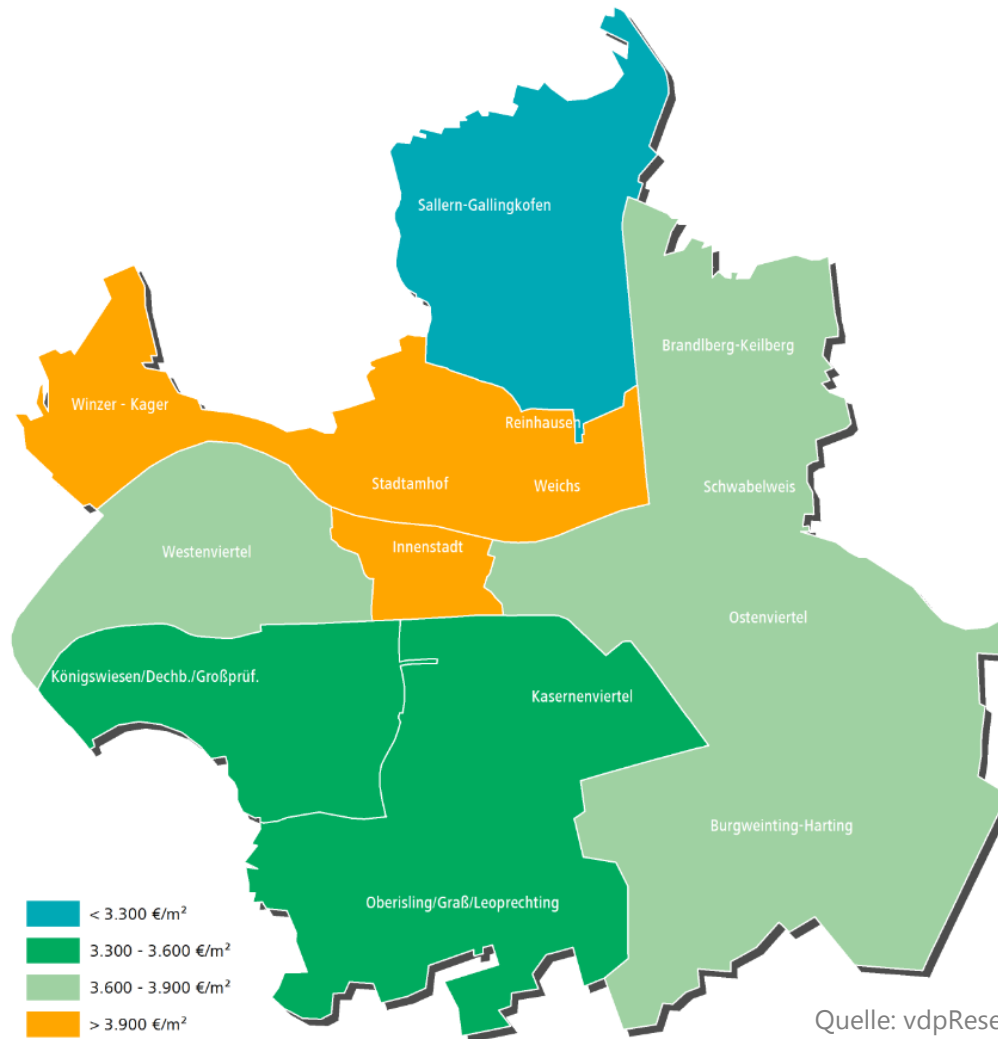 Sallern-Gallingkofen
Brandlberg-Keilberg
Winzer - Kager
Reinhausen
Stadtamhof
Weichs
Schwabelweis
Innenstadt
Westenviertel
Ostenviertel
Königswiesen/Dechb./Großprüf.
Kasernenviertel
Burgweinting-Harting
Oberisling/Graß/Leoprechting
< 3.300 €/m²
3.300 - 3.600 €/m²
3.600 - 3.900 €/m²
> 3.900 €/m²
Quelle: vdpRese